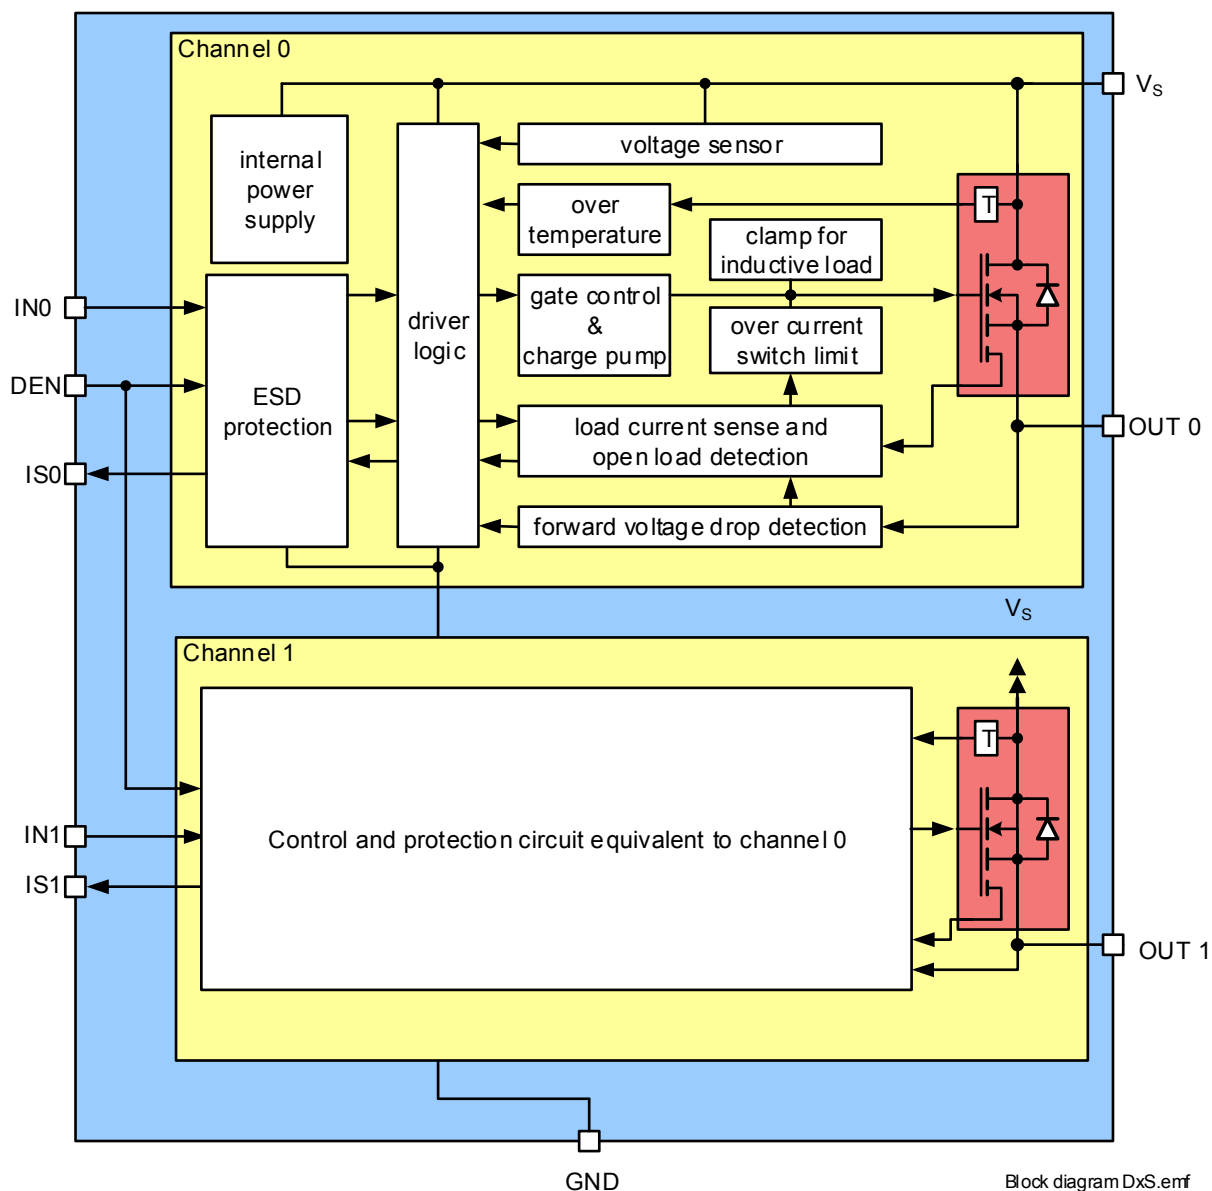 Channel 0
V_S
internal
power
supply
voltage sensor
over
temperature
T
clamp for
inductive load
IN0
driver
logic
gate control
&
charge pump
over current
switch limit
DEN
ESD
protection
load current sense and
open load detection
OUT 0
IS0
forward voltage drop detection
V_S
Channel 1
T
IN1
Control and protection circuit equivalent to channel 0
IS1
OUT 1
GND
Block diagram DxS.emf